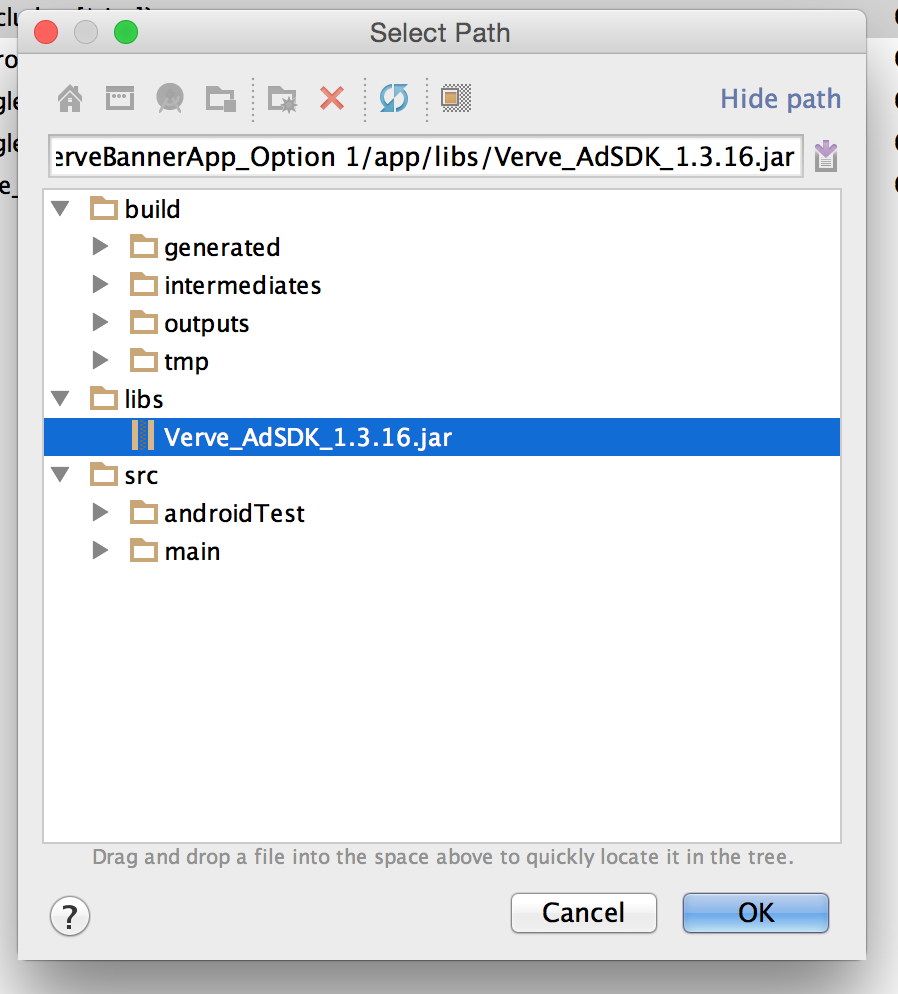 Select Path
Hide path
erveBannerApp_Option 1/app/libs/Verve_AdSDK_1.3.16.jar
build
generated
intermediates
outputs
tmp
libs
Verve_AdSDK_1.3.16.jar
src
androidTest
main
Drag and drop a file into the space above to quickly locate it in the tree.
?
Cancel
OK